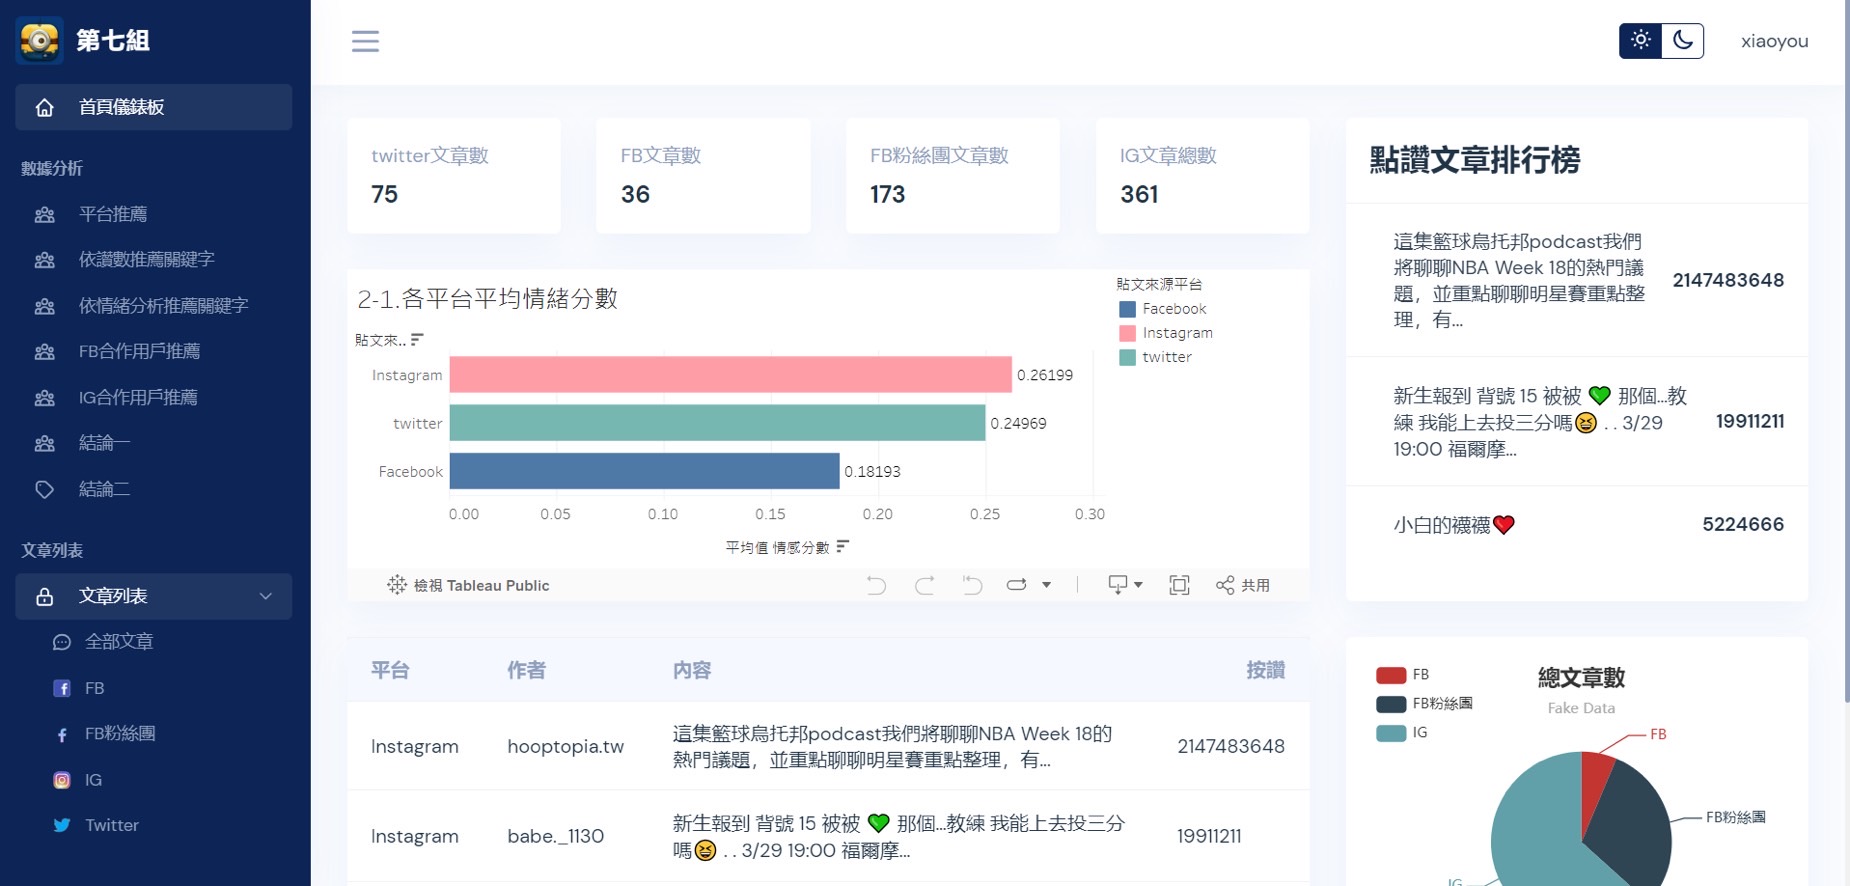 第七組
首頁儀錶板
數據分析
平台推薦
依讚數推薦關鍵字
依情緒分析推薦關鍵字
FB合作用戶推薦
IG合作用戶推薦
結論一
結論二
文章列表
文章列表
全部文章
FB
FB粉絲團
IG
Twitter
xiaoyou
twitter文章數
75
FB文章數
36
FB粉絲團文章數
173
IG文章總數
361
2-1.各平台平均情緒分數
貼文來..
Instagram
0.26199
twitter
0.24969
Facebook
0.18193
0.00 0.05 0.10 0.15 0.20 0.25 0.30
平均值 情感分數
貼文來源平台
Facebook
Instagram
twitter
檢視 Tableau Public
共用
點讚文章排行榜
這集籃球烏托邦podcast我們
將聊聊NBA Week 18的熱門議
題，並重點聊聊明星賽重點整
理，有...
2147483648
新生報到 背號 15 被被 💚 那個...教
練 我能上去投三分嗎😆 . . 3/29
19:00 福爾摩...
19911211
小白的襪襪❤️
5224666
平台 作者 內容 按讚
Instagram hooptopia.tw 這集籃球烏托邦podcast我們將聊聊NBA Week 18的
熱門議題，並重點聊聊明星賽重點整理，有...
2147483648
Instagram babe._1130 新生報到 背號 15 被被 💚 那個...教練 我能上去投三分
嗎😆 . . 3/29 19:00 福爾摩...
19911211
FB
FB粉絲團
IG
總文章數
Fake Data
FB
FB粉絲團
IG